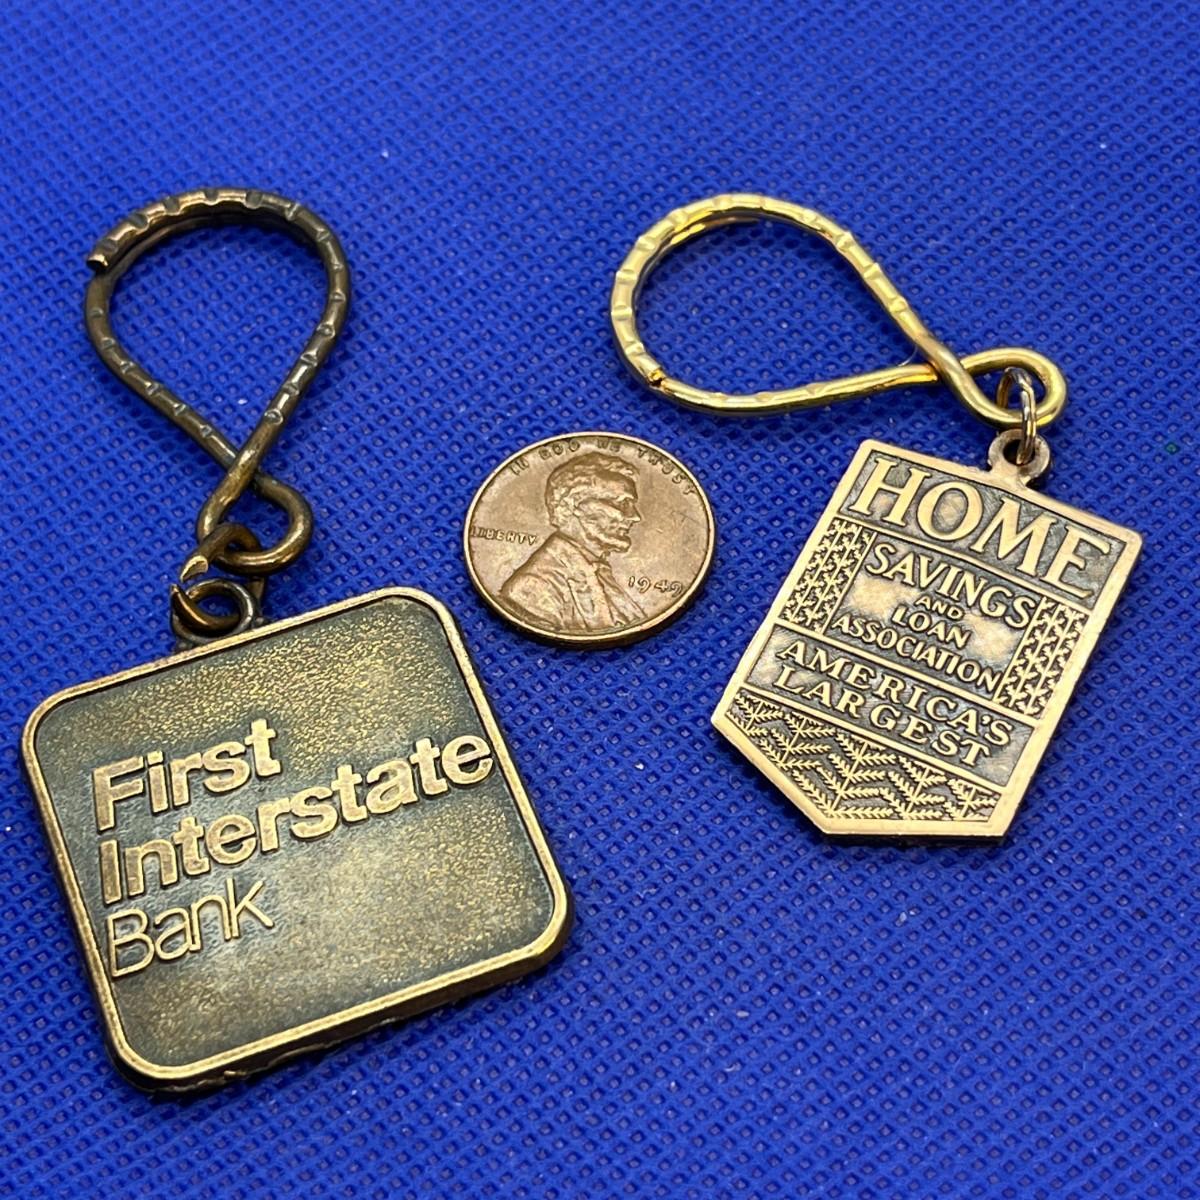 First
Interstate
Bank
IN GOD WE TRUST
LIBERTY
1949
HOME
SAVINGS
AND
LOAN
ASSOCIATION
AMERICA'S
LARGEST